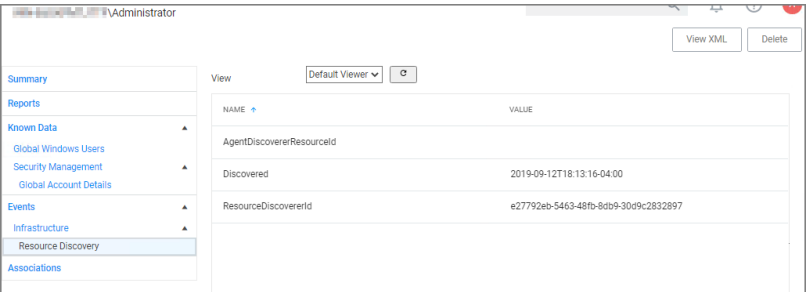 \Administrator
View XML
Delete
Summary
Reports
Known Data
Global Windows Users
Security Management
Global Account Details
Events
Infrastructure
Resource Discovery
Associations
View
Default Viewer
NAME
VALUE
AgentDiscovererResourceId
Discovered
2019-09-12T18:13:16-04:00
ResourceDiscovererId
e27792eb-5463-48fb-8db9-30d9c2832897